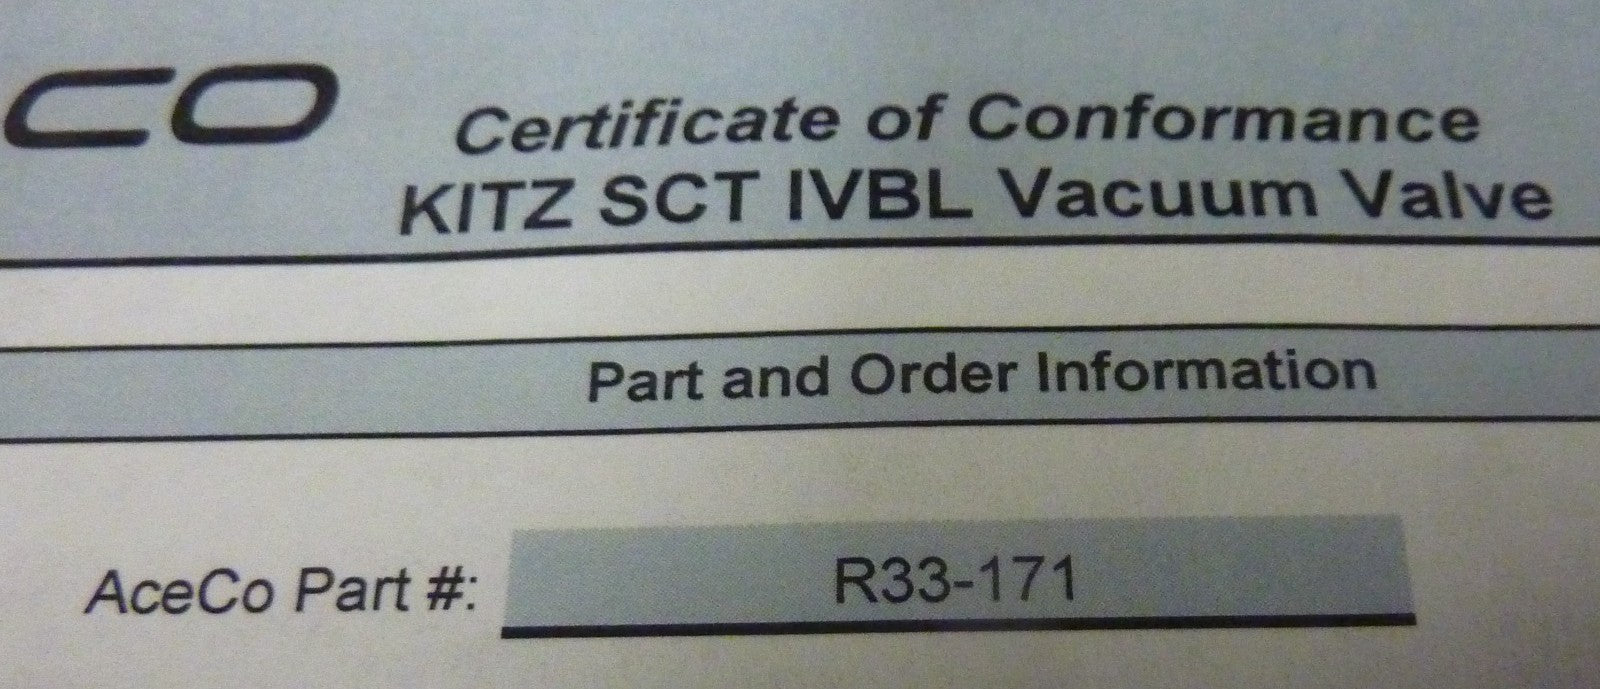 CO
Certificate of Conformance
KITZ SCT IVBL Vacuum Valve
Part and Order Information
AceCo Part #: R33-171